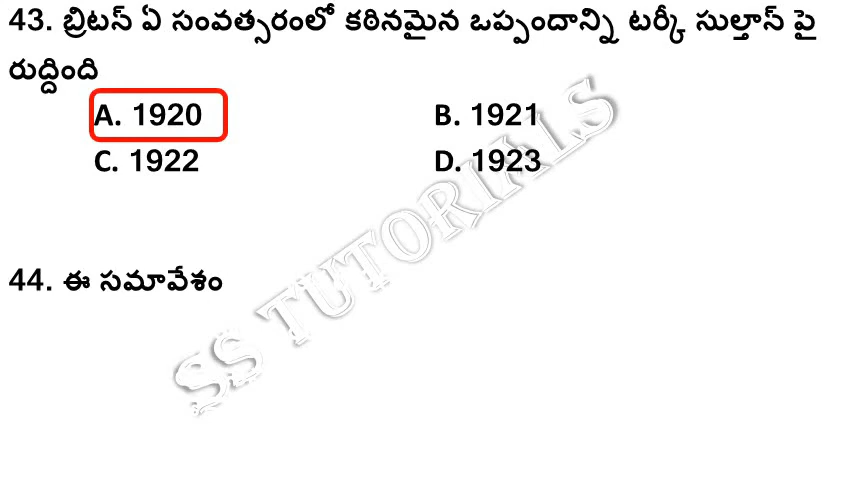 43. బ్రిటన్ ఏ సంవత్సరంలో కఠినమైన ఒప్పందాన్ని టర్కీ సుల్తాన్ పై
రుద్దింది
A. 1920 B. 1921
C. 1922 D. 1923
44. ఈ సమావేశం
SS TUTORIALS